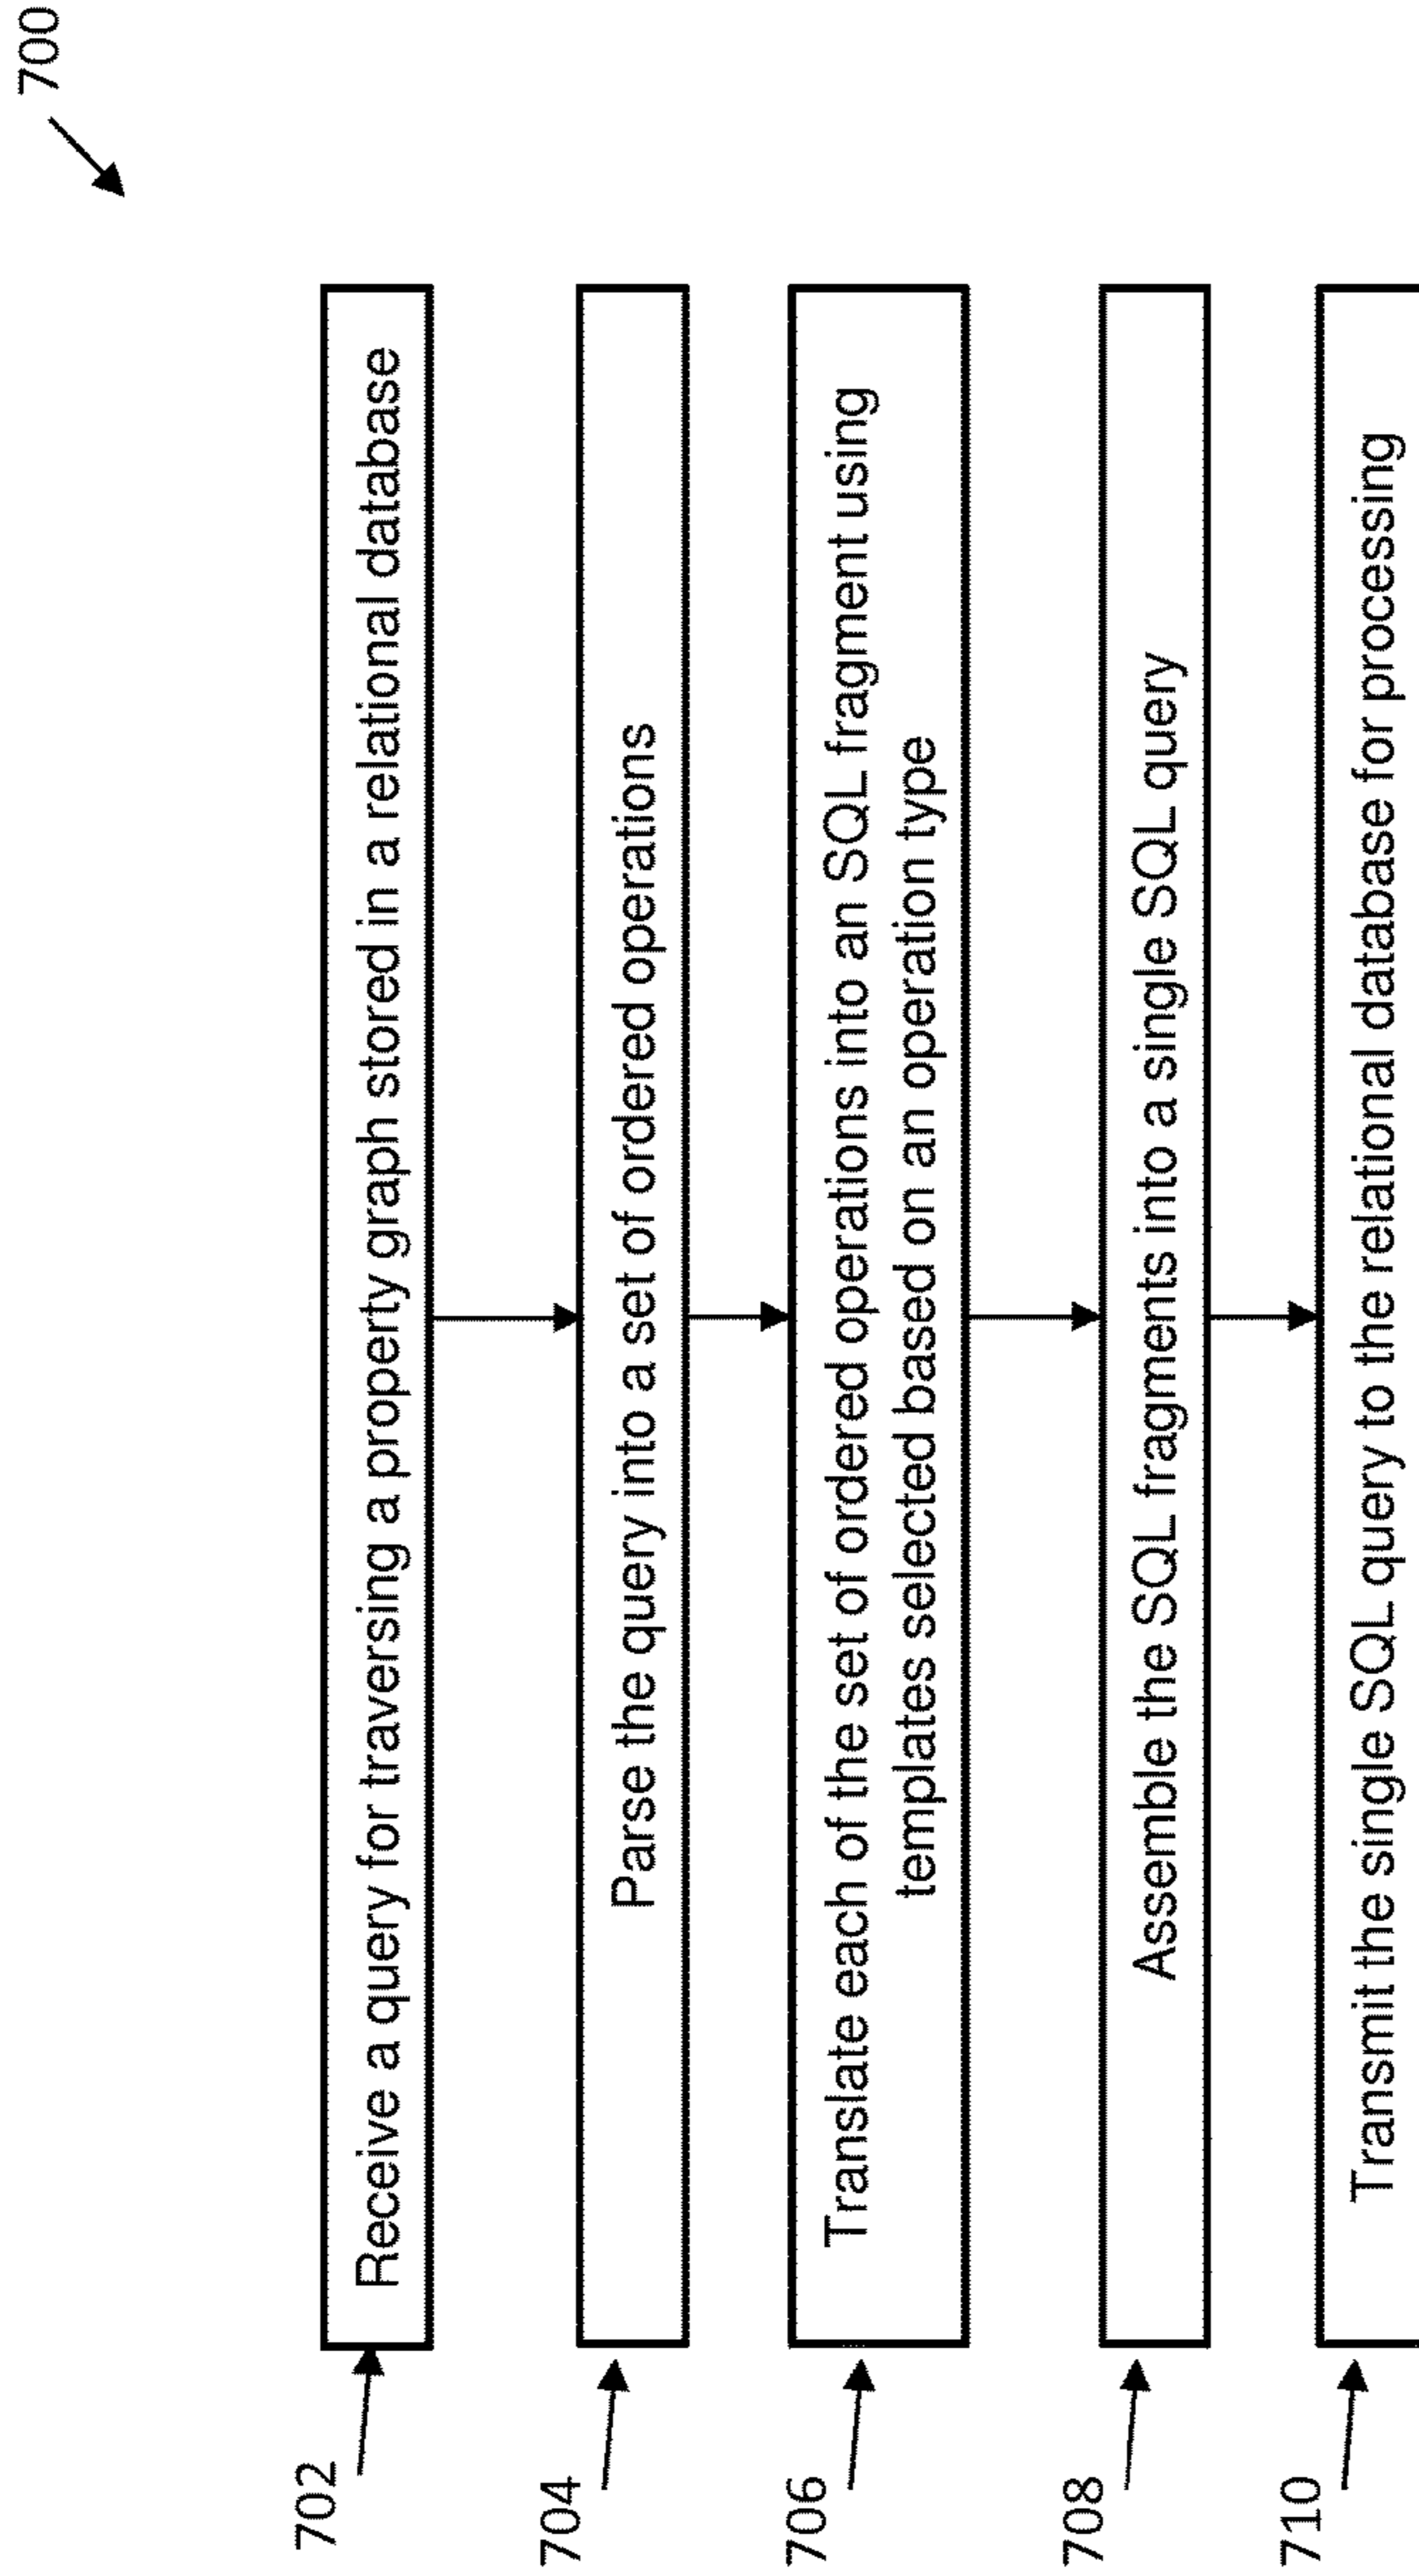 700
702
Receive a query for traversing a property graph stored in a relational database
704
Parse the query into a set of ordered operations
706
Translate each of the set of ordered operations into an SQL fragment using
templates selected based on an operation type
708
Assemble the SQL fragments into a single SQL query
710
Transmit the single SQL query to the relational database for processing